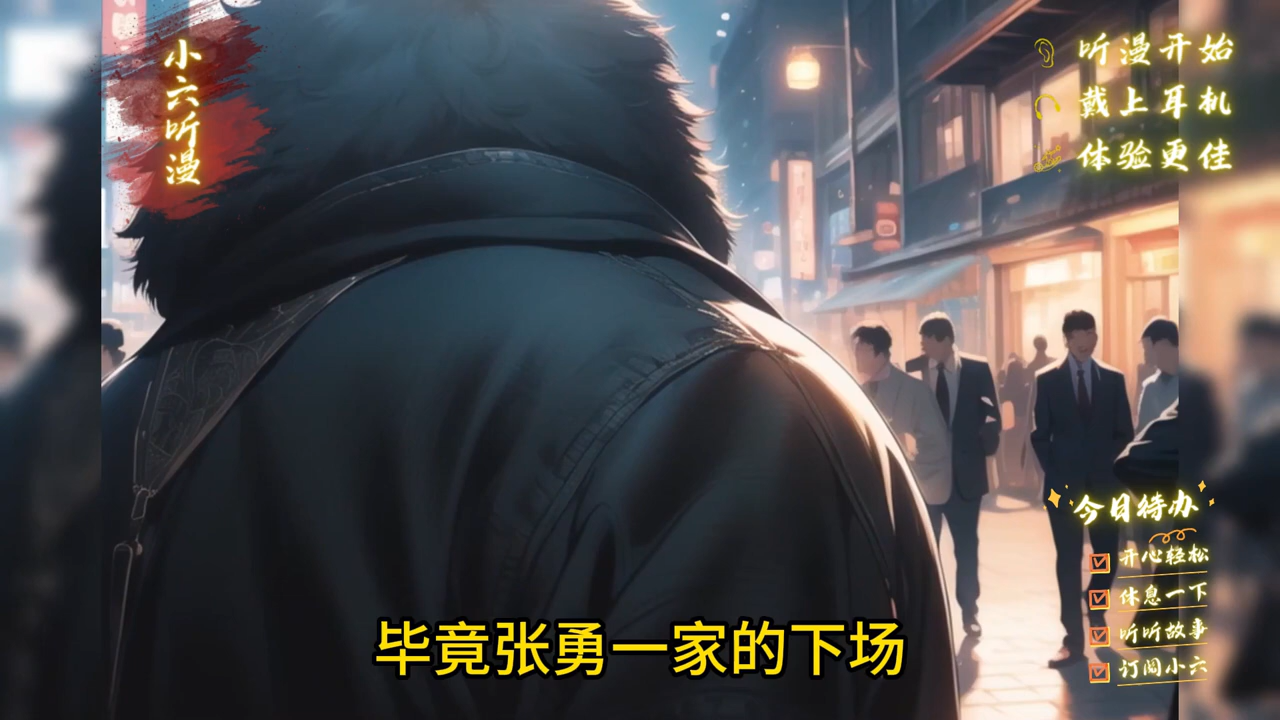 小六听漫
听漫开始
戴上耳机
体验更佳
今日待办
开心轻松
休息一下
听听故事
订阅小六
毕竟张勇一家的下场